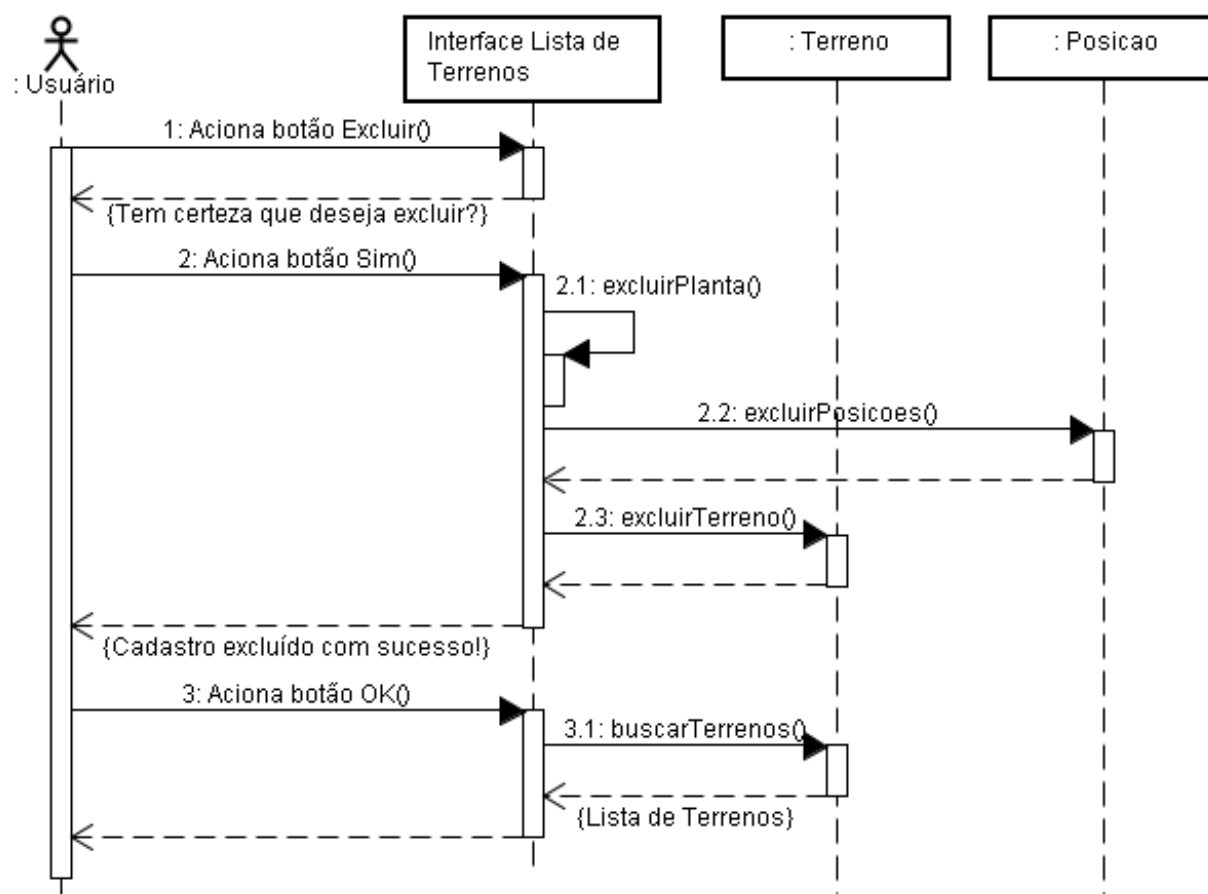 : Usuário
Interface Lista de
Terrenos
: Terreno
: Posicao
1: Aciona botão Excluir()
{Tem certeza que deseja excluir?}
2: Aciona botão Sim()
2.1: excluirPlanta()
2.2: excluirPosicoes()
2.3: excluirTerreno()
{Cadastro excluído com sucesso!}
3: Aciona botão OK()
3.1: buscarTerrenos()
{Lista de Terrenos}